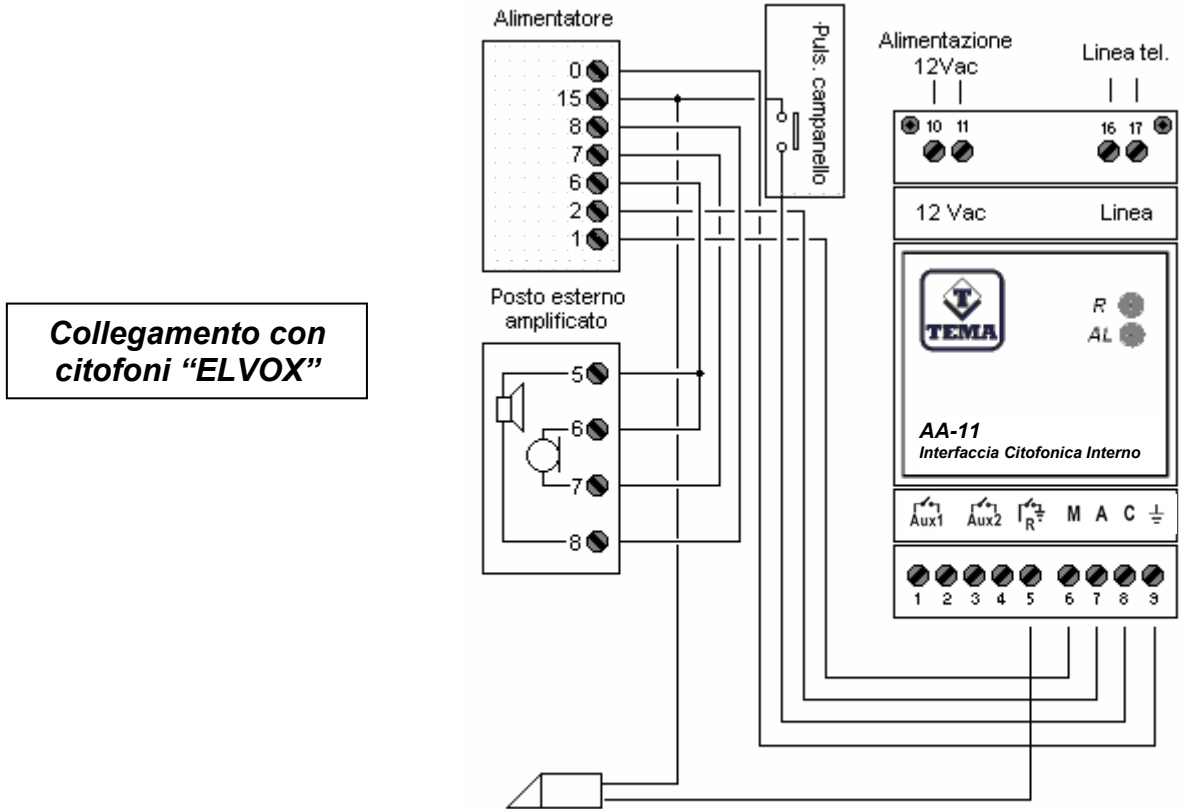 Collegamento con
citofoni “ELVOX”
Alimentatore
0
15
8
7
6
2
1
Posto esterno
amplificato
5
6
7
8
-Puls. campanello
Alimentazione
12Vac
Linea tel.
10 11 16 17
12 Vac Linea
TEMA
R
AL
AA-11
Interfaccia Citofonica Interno
Aux1 Aux2 R M A C
1 2 3 4 5 6 7 8 9